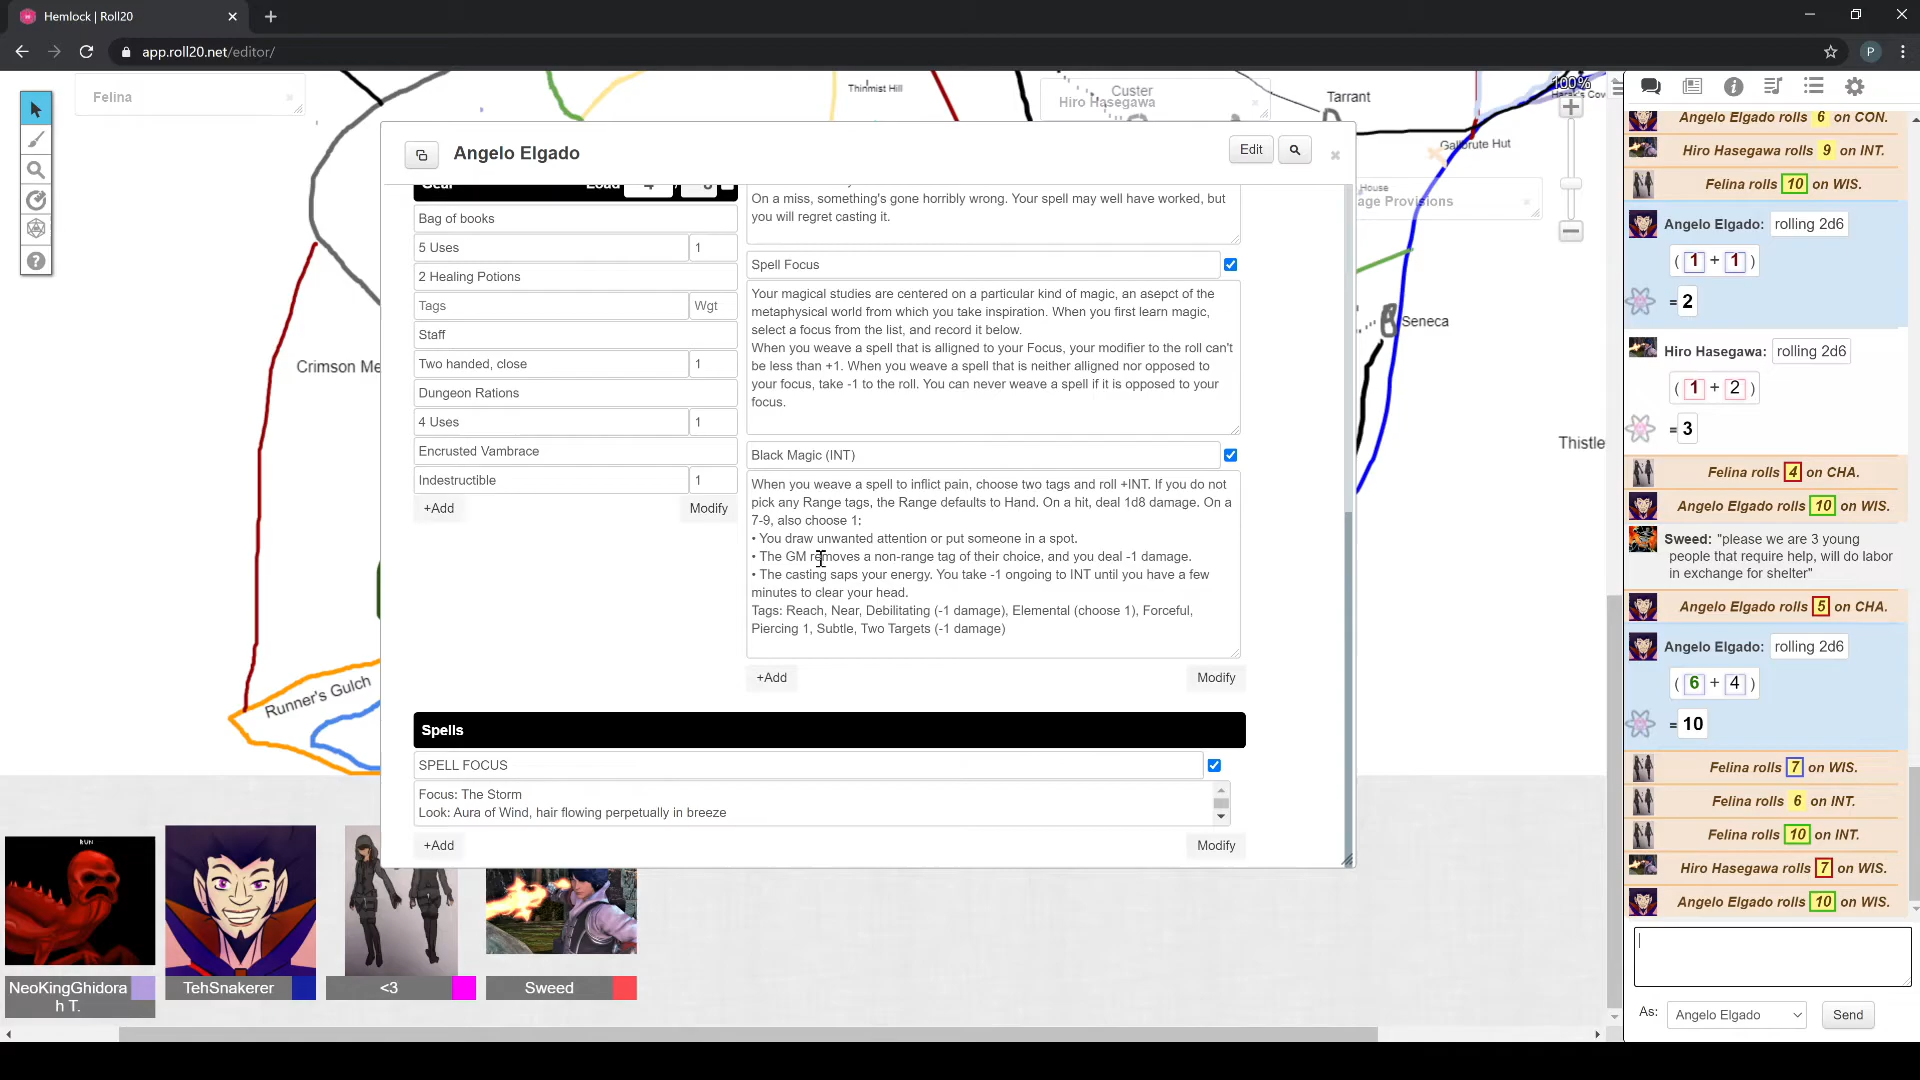 Hemlock | Roll20
app.roll20.net/editor/
P
Felina
Thinmist Hill
Custer
Hiro Hasegawa
Tarrant
100%
Gallbrute Hut
House
age Provisions
Seneca
Crimson Me
Thistle
Runner's Gulch
Angelo Elgado
Edit
Gear
Load
Bag of books
5 Uses
1
2 Healing Potions
Tags
Wgt
Staff
Two handed, close
1
Dungeon Rations
4 Uses
1
Encrusted Vambrace
Indestructible
1
+Add
Modify
On a miss, something's gone horribly wrong. Your spell may well have worked, but
you will regret casting it.
Spell Focus
Your magical studies are centered on a particular kind of magic, an asepct of the
metaphysical world from which you take inspiration. When you first learn magic,
select a focus from the list, and record it below.
When you weave a spell that is alligned to your Focus, your modifier to the roll can't
be less than +1. When you weave a spell that is neither alligned nor opposed to
your focus, take -1 to the roll. You can never weave a spell if it is opposed to your
focus.
Black Magic (INT)
When you weave a spell to inflict pain, choose two tags and roll +INT. If you do not
pick any Range tags, the Range defaults to Hand. On a hit, deal 1d8 damage. On a
7-9, also choose 1:
• You draw unwanted attention or put someone in a spot.
• The GM removes a non-range tag of their choice, and you deal -1 damage.
• The casting saps your energy. You take -1 ongoing to INT until you have a few
minutes to clear your head.
Tags: Reach, Near, Debilitating (-1 damage), Elemental (choose 1), Forceful,
Piercing 1, Subtle, Two Targets (-1 damage)
+Add
Modify
Spells
SPELL FOCUS
Focus: The Storm
Look: Aura of Wind, hair flowing perpetually in breeze
+Add
Modify
RUN
NeoKingGhidora
h T.
TehSnakerer
<3
Sweed
Angelo Elgado rolls 6 on CON.
Hiro Hasegawa rolls 9 on INT.
Felina rolls 10 on WIS.
Angelo Elgado: rolling 2d6
( 1 + 1 )
= 2
Hiro Hasegawa: rolling 2d6
( 1 + 2 )
= 3
Felina rolls 4 on CHA.
Angelo Elgado rolls 10 on WIS.
Sweed: "please we are 3 young
people that require help, will do labor
in exchange for shelter"
Angelo Elgado rolls 5 on CHA.
Angelo Elgado: rolling 2d6
( 6 + 4 )
= 10
Felina rolls 7 on WIS.
Felina rolls 6 on INT.
Felina rolls 10 on INT.
Hiro Hasegawa rolls 7 on WIS.
Angelo Elgado rolls 10 on WIS.
As:
Angelo Elgado
Send